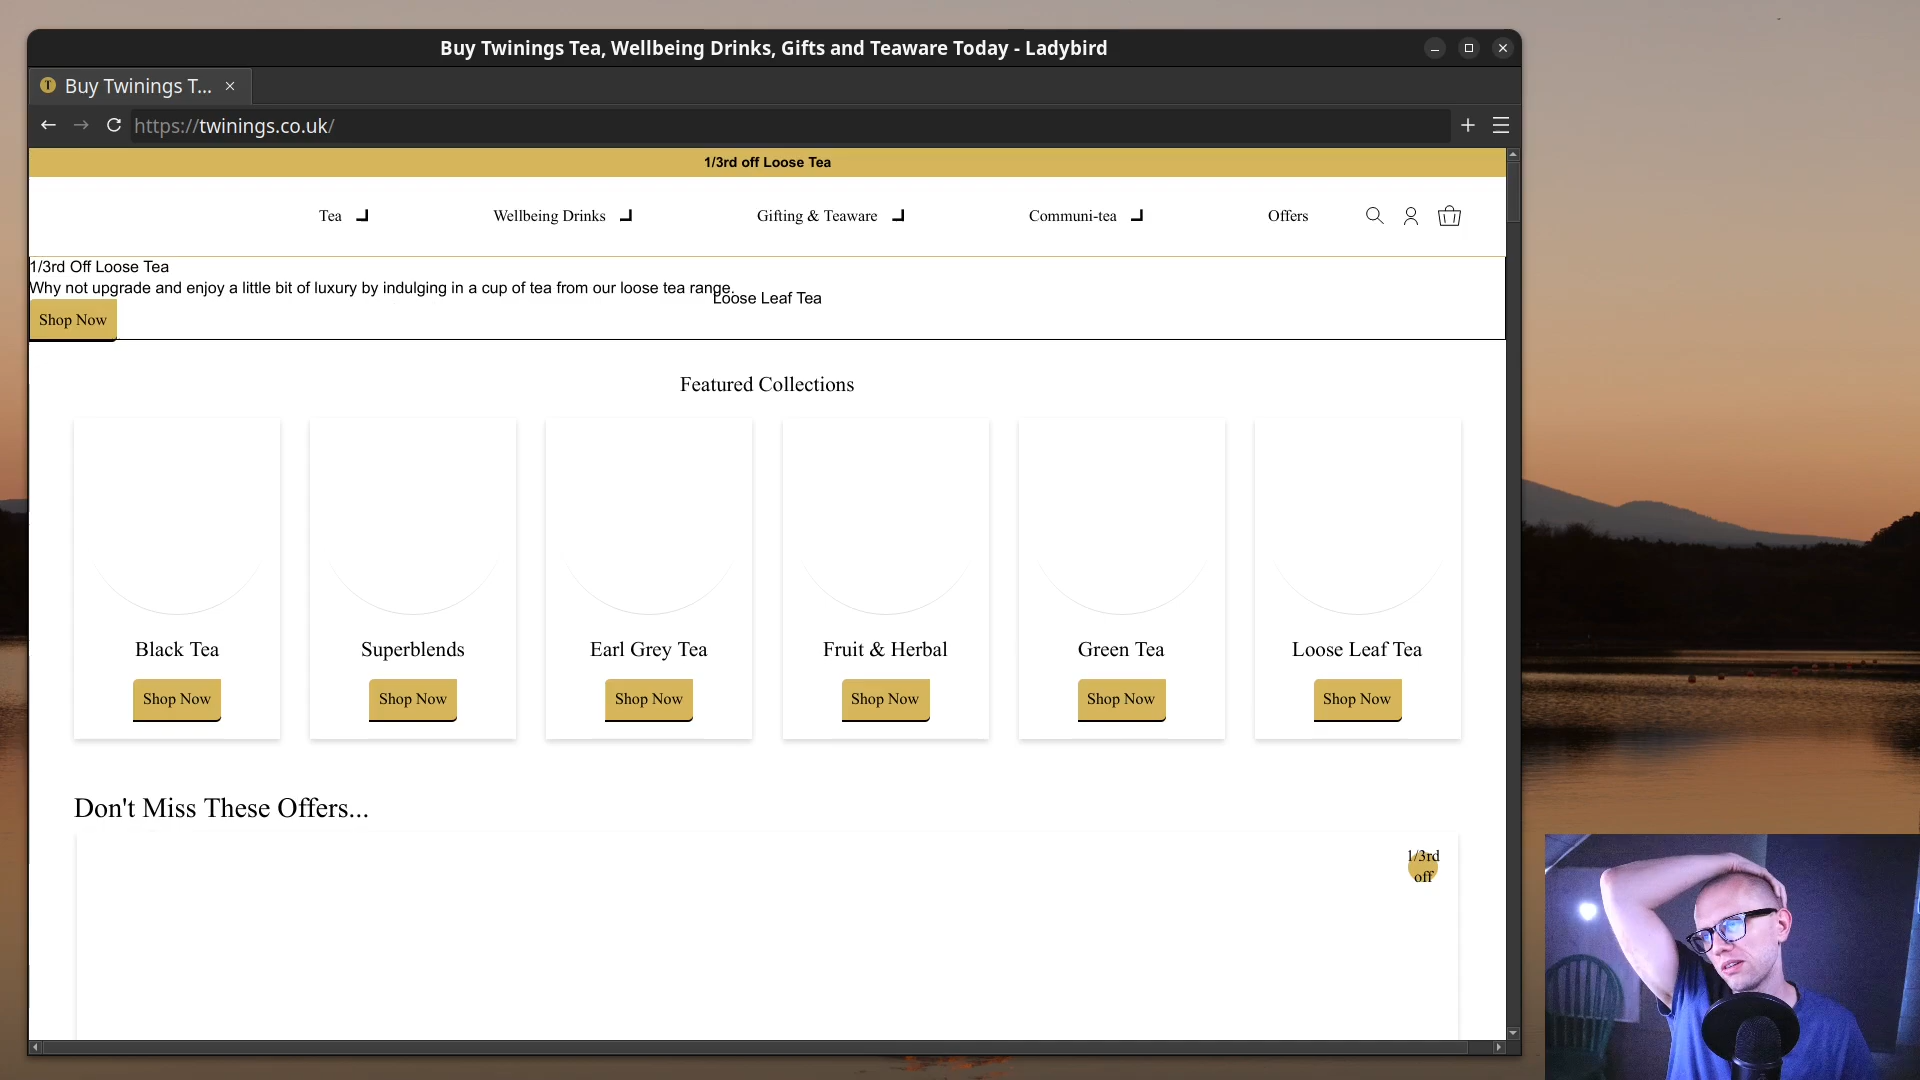 Buy Twinings Tea, Wellbeing Drinks, Gifts and Teaware Today - Ladybird
T Buy Twinings T...
https://twinings.co.uk/
1/3rd off Loose Tea
Tea Wellbeing Drinks Gifting & Teaware Communi-tea Offers
1/3rd Off Loose Tea
Why not upgrade and enjoy a little bit of luxury by indulging in a cup of tea from our loose tea range.
Loose Leaf Tea
Shop Now
Featured Collections
Black Tea Superblends Earl Grey Tea Fruit & Herbal Green Tea Loose Leaf Tea
Shop Now Shop Now Shop Now Shop Now Shop Now Shop Now
Don't Miss These Offers...
1/3rd
off